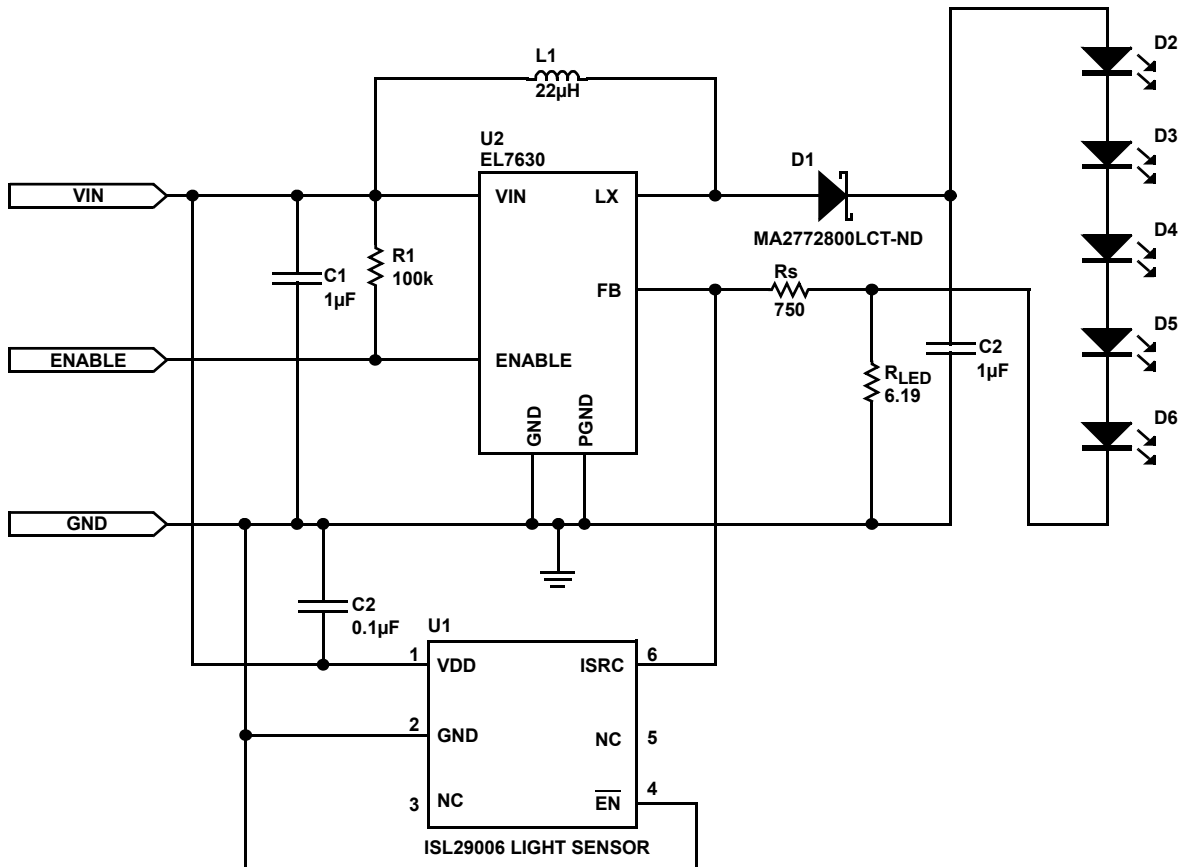 D2
L1
22µH
D3
U2
EL7630
D1
VIN
VIN
LX
MA2772800LCT-ND
D4
R1
100k
C1
1µF
FB
Rs
750
D5
ENABLE
ENABLE
C2
1µF
RLED
6.19
GND
PGND
D6
GND
C2
0.1µF
U1
1
VDD
ISRC
6
2
GND
NC
5
3
NC
EN
4
ISL29006 LIGHT SENSOR